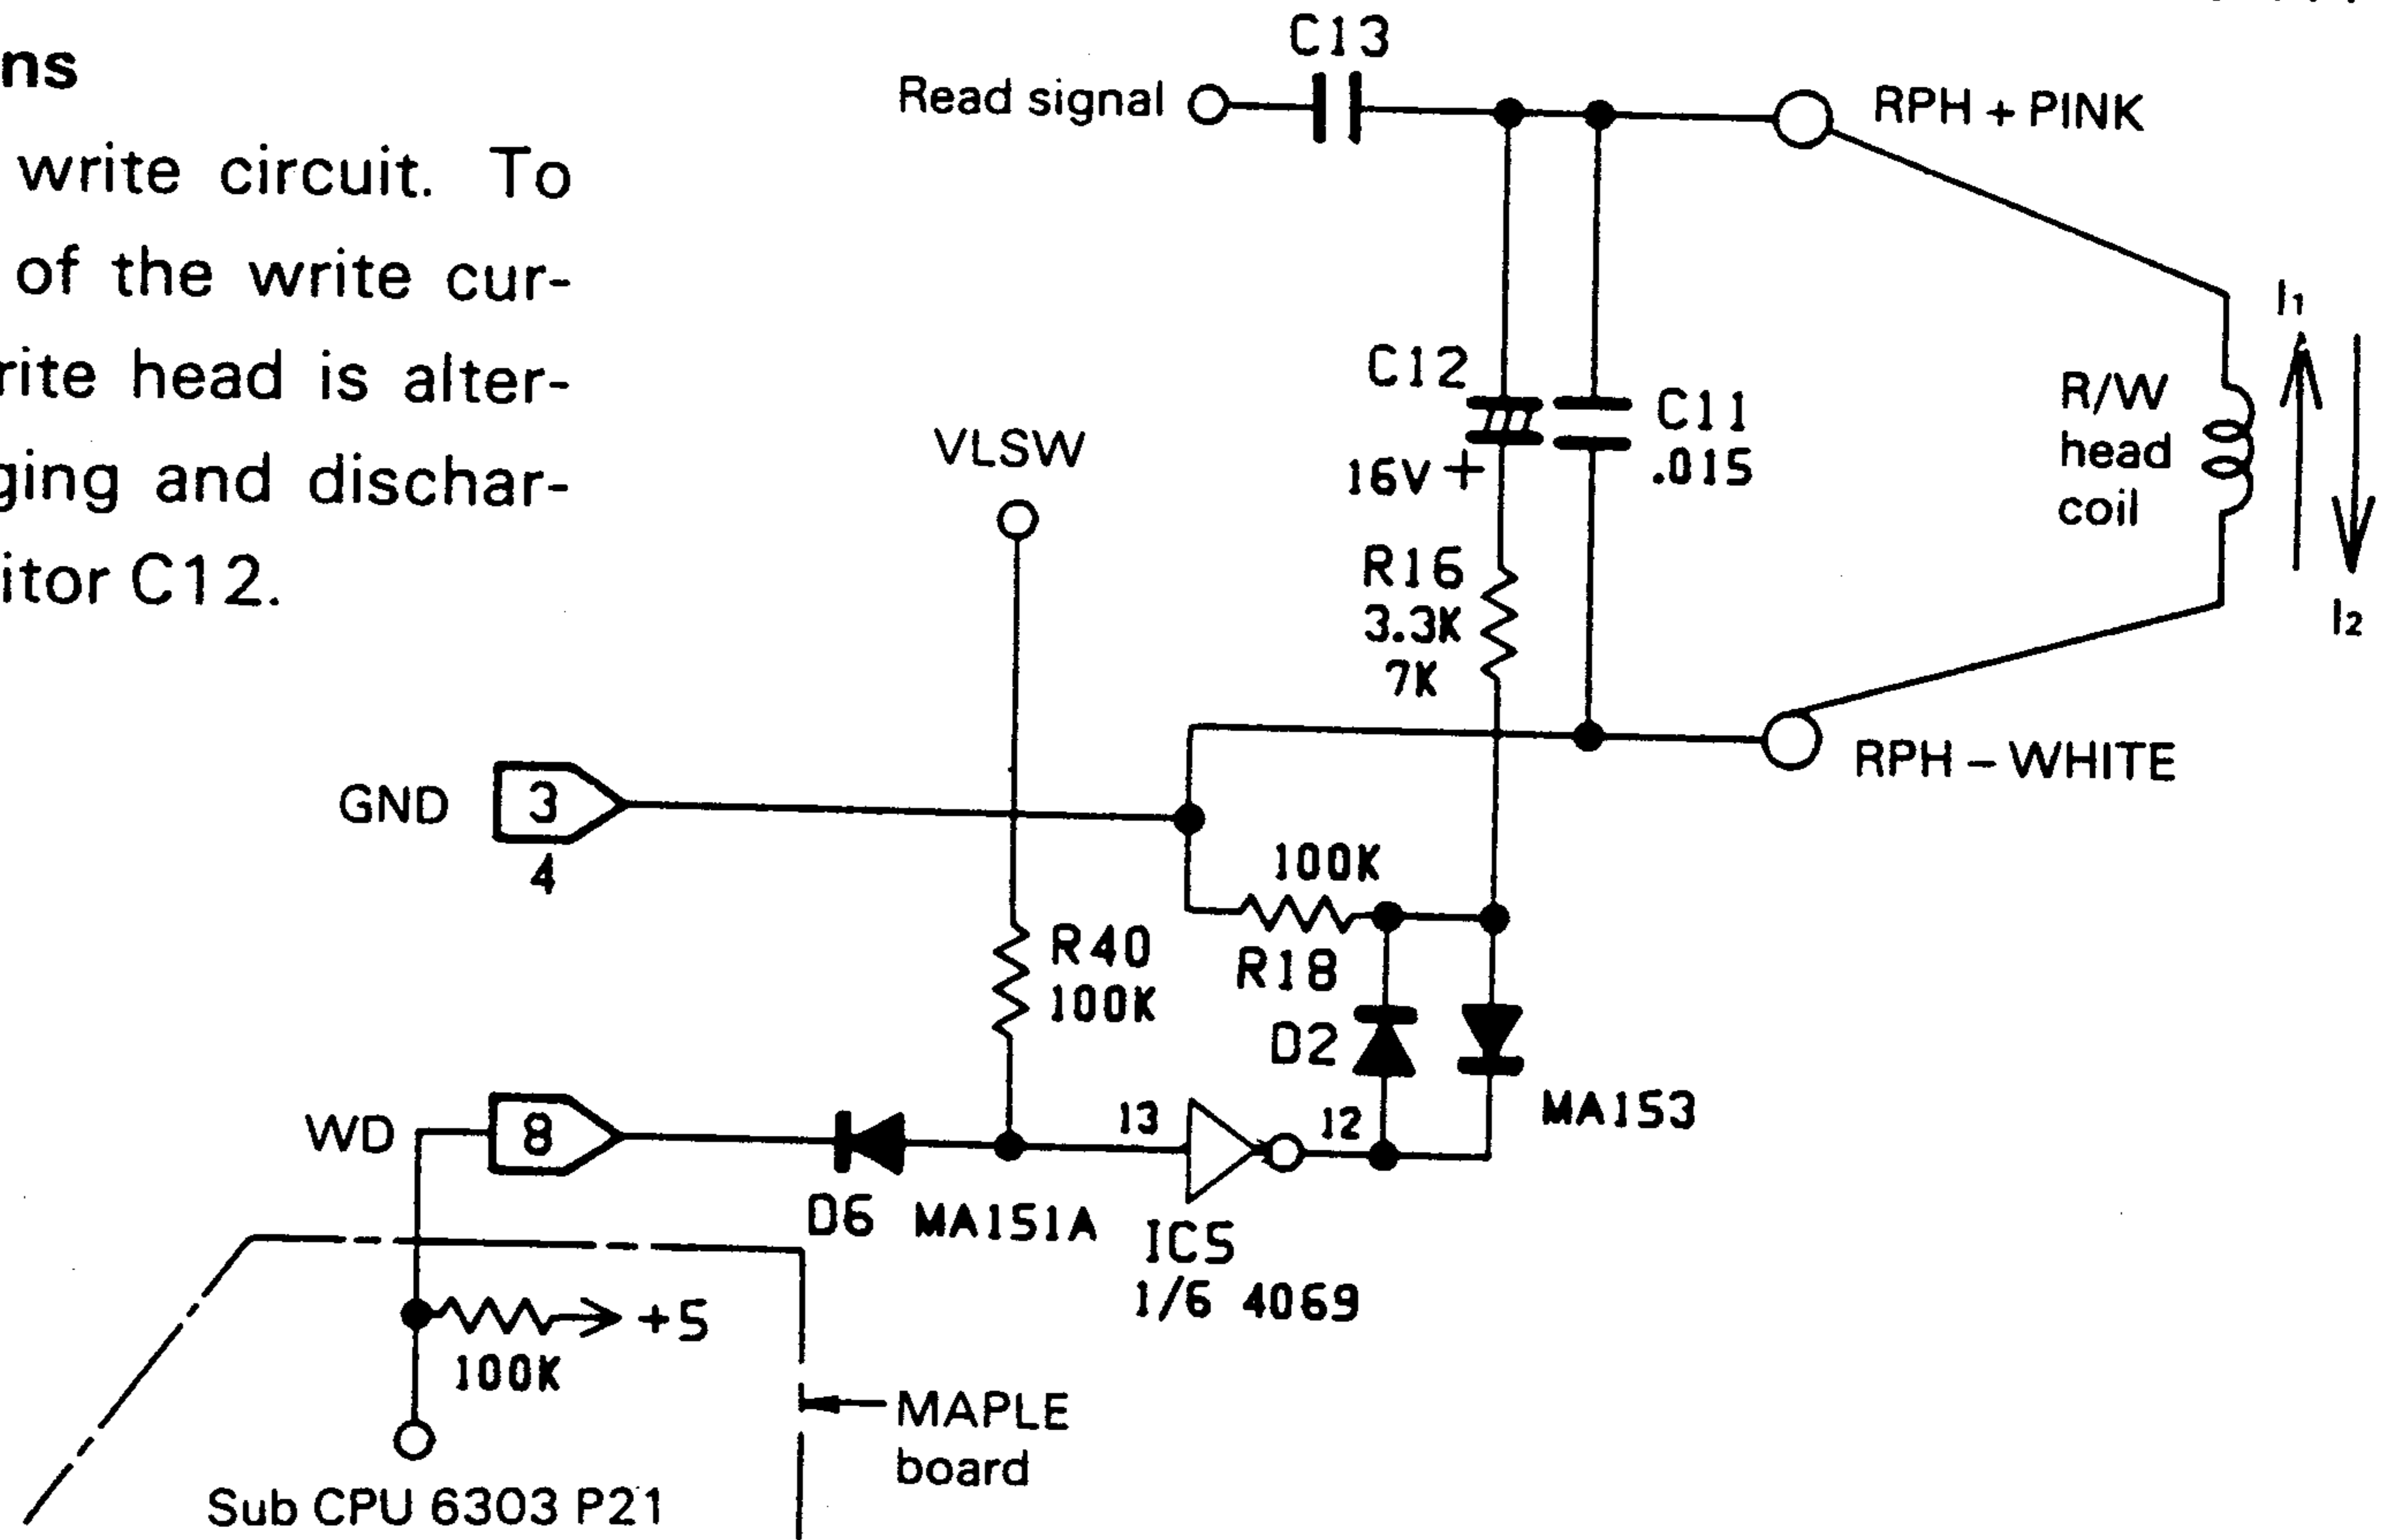 ns
write circuit. To
of the write cur-
rite head is alter-
ging and dischar-
itor C12.
C13
Read signal
RPH + PINK
C12
16V +
C11
.015
R16
3.3K
7K
R/W
head
coil
I1
I2
VLSW
GND
3
4
RPH – WHITE
100K
R18
R40
100K
D2
MA153
WD
8
D6 MA151A
13
12
IC5
1/6 4069
+5
100K
MAPLE
board
Sub CPU 6303 P21